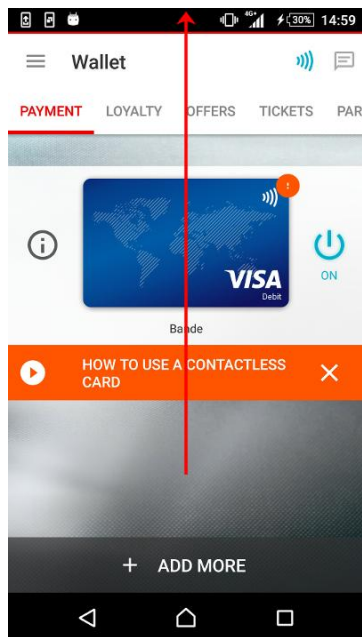 4G+ 30% 14:59
Wallet
PAYMENT LOYALTY OFFERS TICKETS PAR
VISA
Debit
ON
Bande
HOW TO USE A CONTACTLESS
CARD
+ ADD MORE